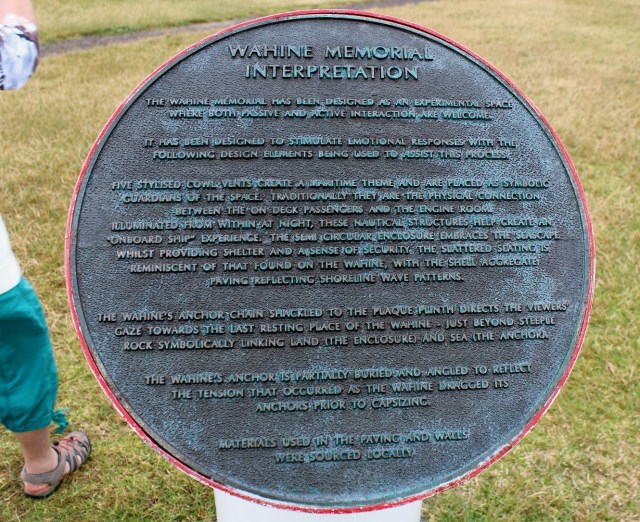 WAHINE MEMORIAL
INTERPRETATION
THE WAHINE MEMORIAL HAS BEEN DESIGNED AS AN EXPERIMENTAL SPACE
WHERE BOTH PASSIVE AND ACTIVE INTERACTION ARE WELCOME.
IT HAS BEEN DESIGNED TO STIMULATE EMOTIONAL RESPONSES WITH THE
FOLLOWING DESIGN ELEMENTS BEING USED TO ASSIST THIS PROCESS:
FIVE STYLISED COWL VENTS CREATE A MARITIME THEME AND ARE PLACED AS SYMBOLIC
GUARDIANS OF THE SPACE. TRADITIONALLY THEY ARE THE PHYSICAL CONNECTION
BETWEEN THE ON DECK PASSENGERS AND THE ENGINE ROOM.
ILLUMINATED FROM WITHIN AT NIGHT, THESE NAUTICAL STRUCTURES HELP CREATE AN
"ONBOARD SHIP" EXPERIENCE. THE SEMI CIRCULAR ENCLOSURE EMBRACES THE SEASCAPE
WHILST PROVIDING SHELTER AND A SENSE OF SECURITY. THE SLATTERED SEATING IS
REMINISCENT OF THAT FOUND ON THE WAHINE, WITH THE SHELL AGGREGATE
PAVING REFLECTING SHORELINE WAVE PATTERNS.
THE WAHINE'S ANCHOR CHAIN SHACKLED TO THE PLAQUE PLINTH DIRECTS THE VIEWERS'
GAZE TOWARDS THE LAST RESTING PLACE OF THE WAHINE - JUST BEYOND STEEPLE
ROCK SYMBOLICALLY LINKING LAND (THE ENCLOSURE) AND SEA (THE ANCHOR).
THE WAHINE'S ANCHOR IS PARTIALLY BURIED AND ANGLED TO REFLECT
THE TENSION THAT OCCURRED AS THE WAHINE DRAGGED ITS
ANCHORS PRIOR TO CAPSIZING.
MATERIALS USED IN THE PAVING AND WALLS
WERE SOURCED LOCALLY